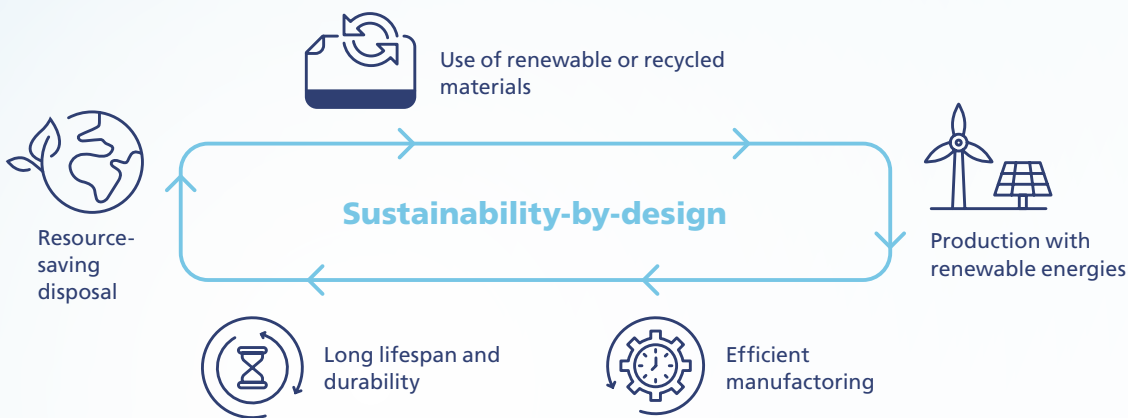 Use of renewable or recycled
materials
Sustainability-by-design
Resource-
saving
disposal
Production with
renewable energies
Long lifespan and
durability
Efficient
manufactoring